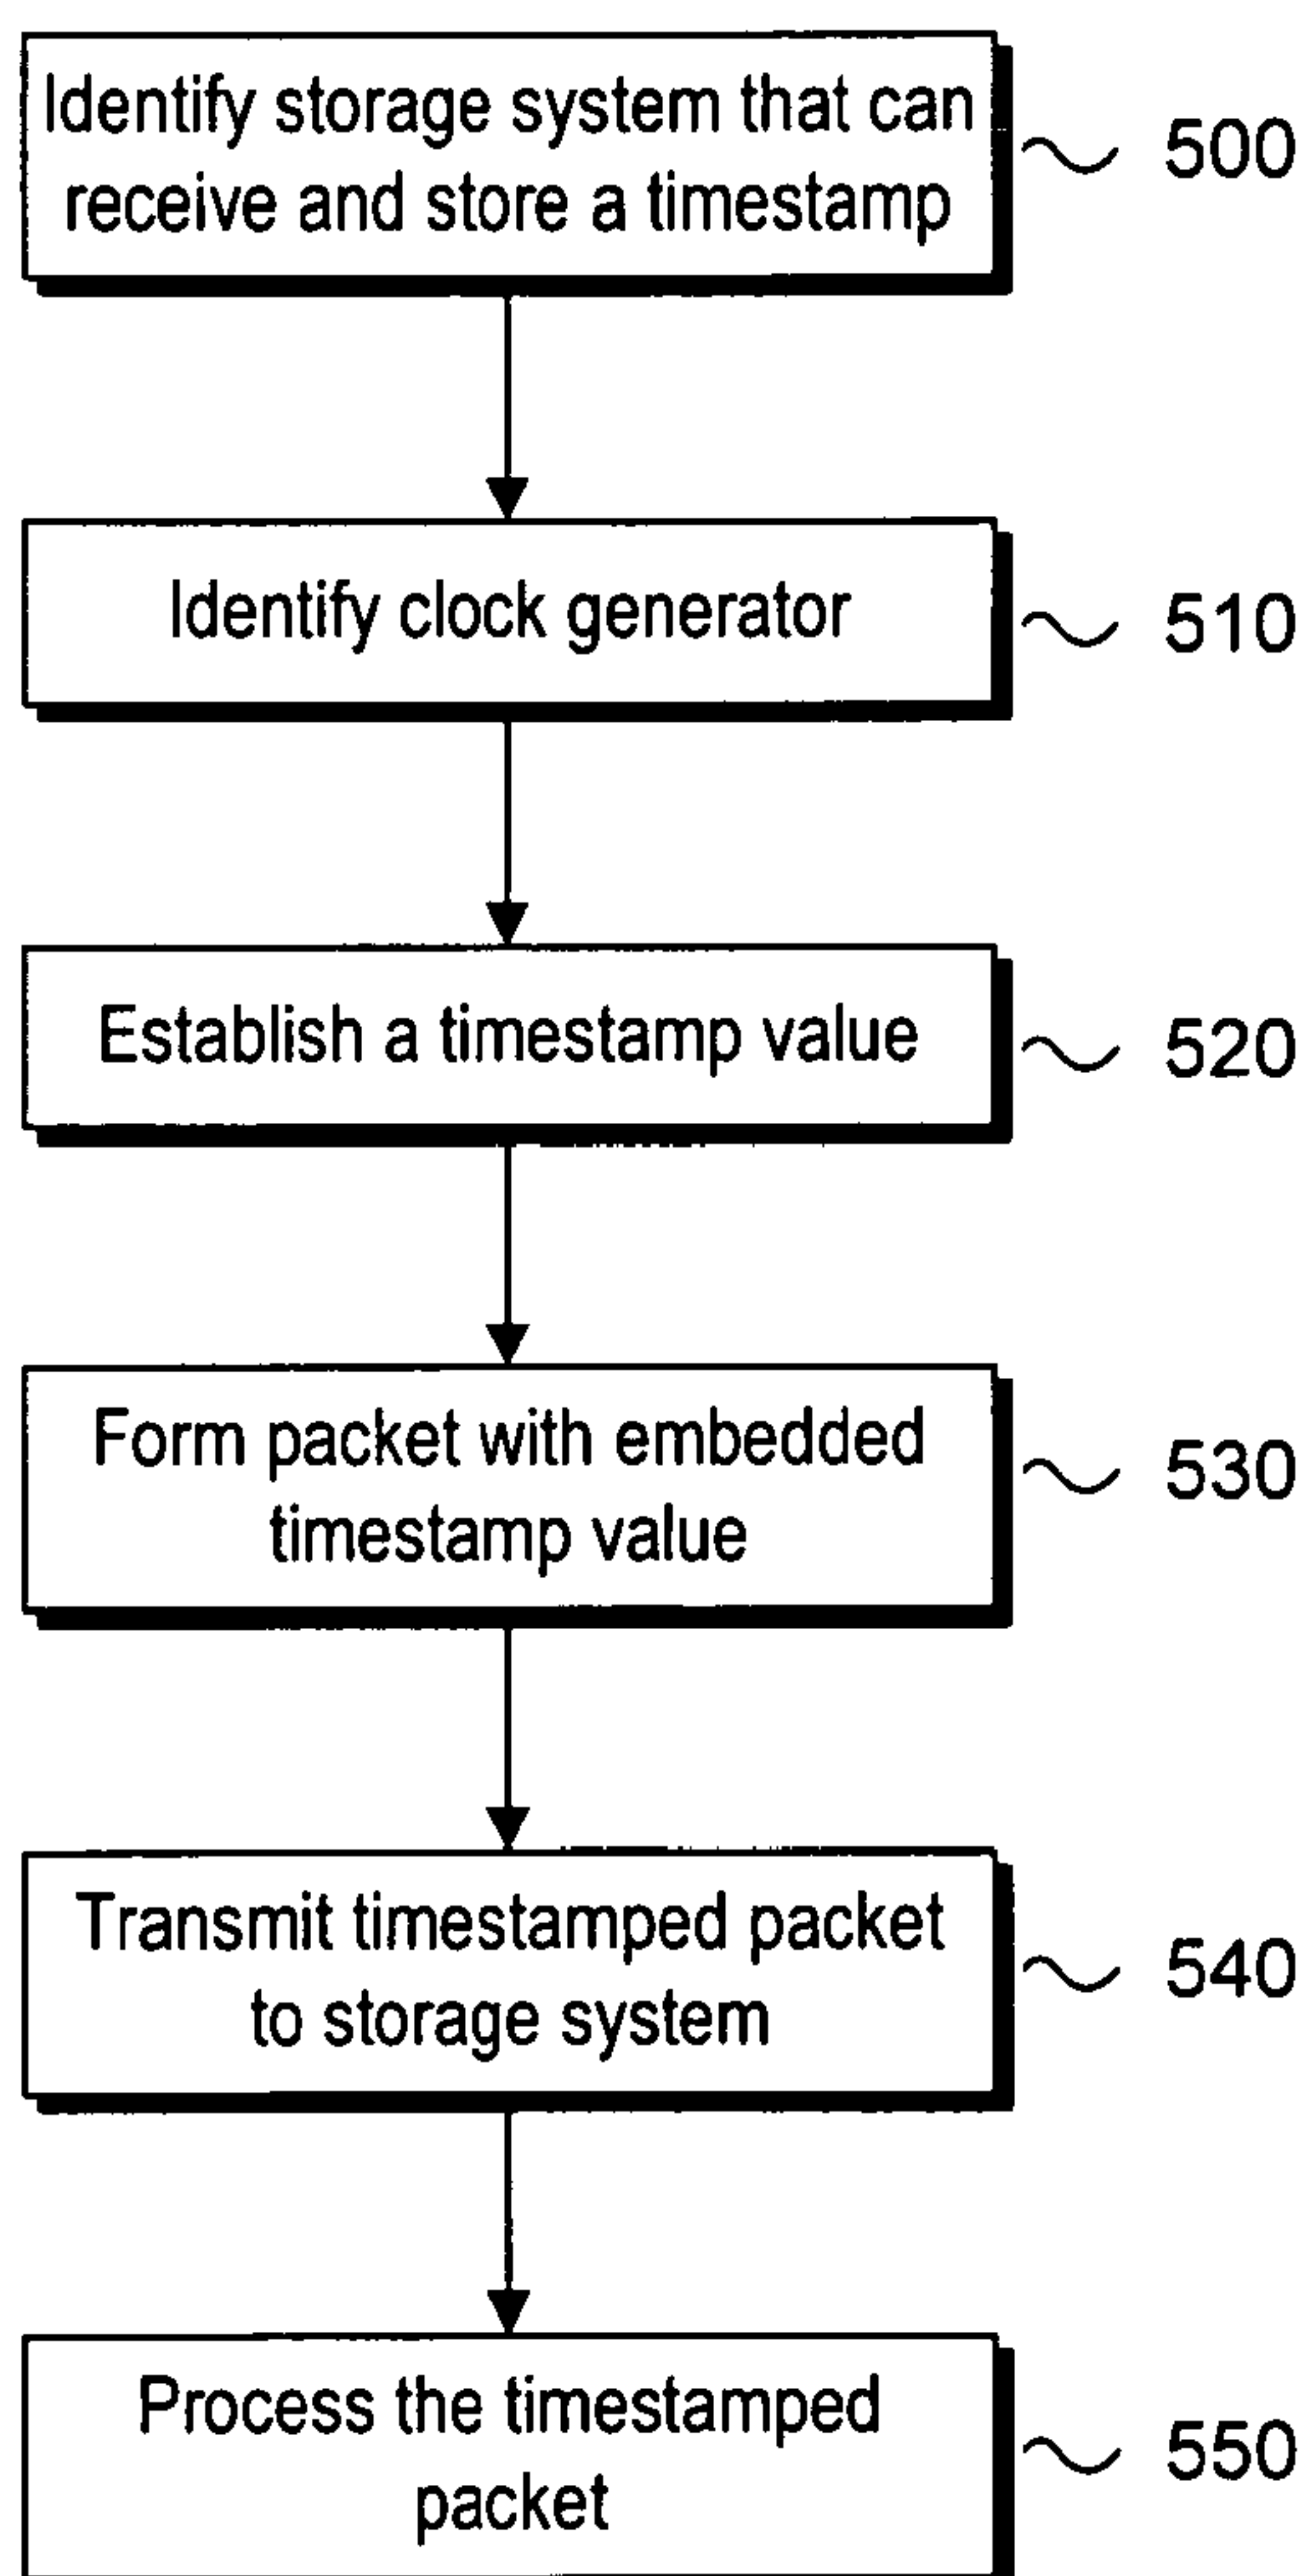 Identify storage system that can
receive and store a timestamp
500
Identify clock generator
510
Establish a timestamp value
520
Form packet with embedded
timestamp value
530
Transmit timestamped packet
to storage system
540
Process the timestamped
packet
550